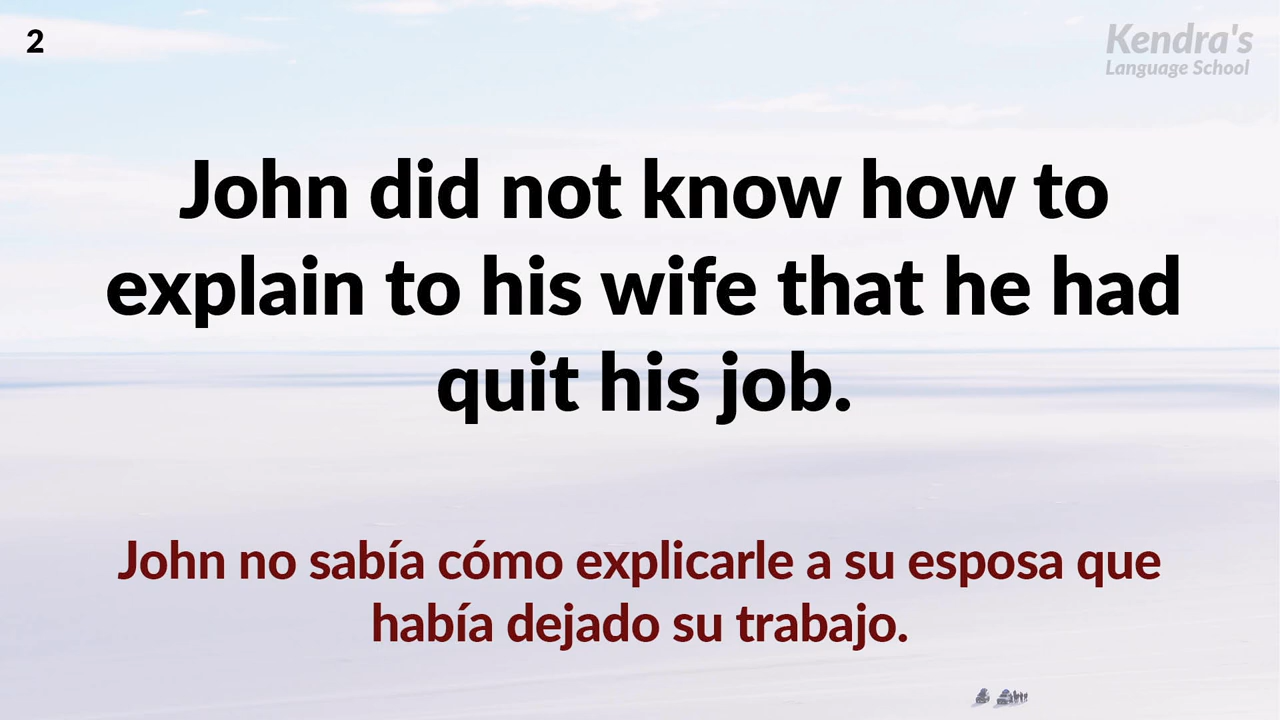 2
Kendra's
Language School
John did not know how to
explain to his wife that he had
quit his job.
John no sabía cómo explicarle a su esposa que
había dejado su trabajo.